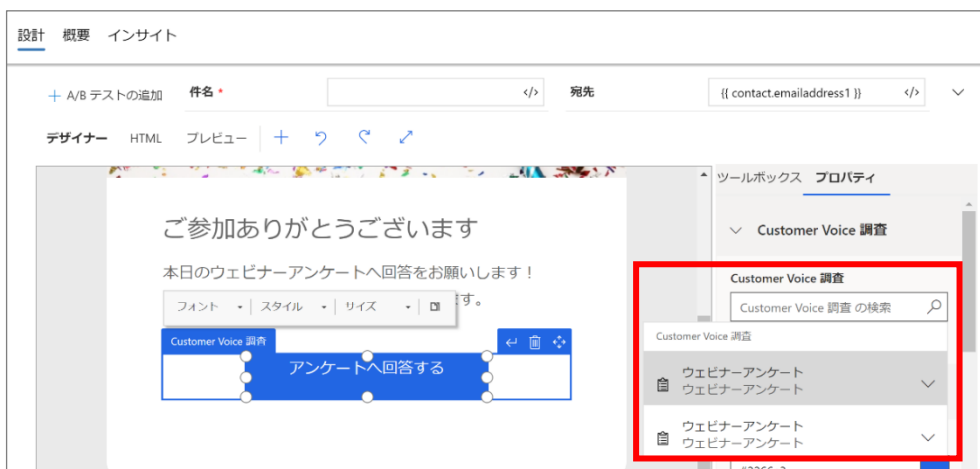 設計 概要 インサイト
＋ A/B テストの追加 件名 * </> 宛先 {{ contact.emailaddress1 }} </>
デザイナー HTML プレビュー
ツールボックス プロパティ
Customer Voice 調査
ご参加ありがとうございます
本日のウェビナーアンケートへ回答をお願いします！
す。
フォント スタイル サイズ
Customer Voice 調査
アンケートへ回答する
Customer Voice 調査
Customer Voice 調査 の検索
Customer Voice 調査
ウェビナーアンケート
ウェビナーアンケート
ウェビナーアンケート
ウェビナーアンケート